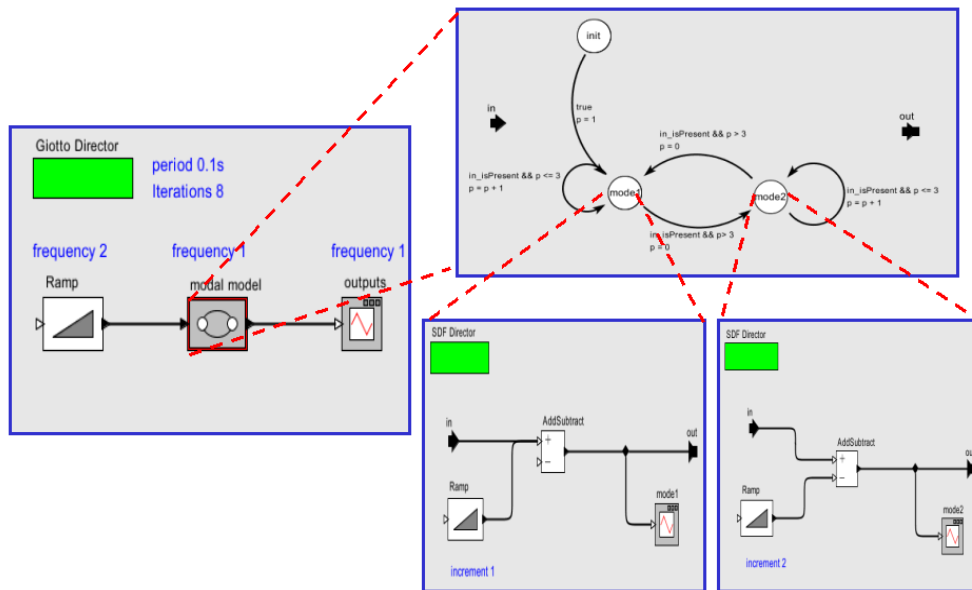 Giotto Director
period 0.1s
Iterations 8
frequency 2
frequency 1
frequency 1
Ramp
modal model
outputs
init
in
out
true
p = 1
in_isPresent && p > 3
p = 0
in_isPresent && p <= 3
p = p + 1
mode1
mode2
in_isPresent && p <= 3
p = p + 1
in_isPresent && p> 3
p = 0
SDF Director
in
AddSubtract
out
Ramp
mode1
increment 1
SDF Director
in
AddSubtract
Ramp
mode2
increment 2